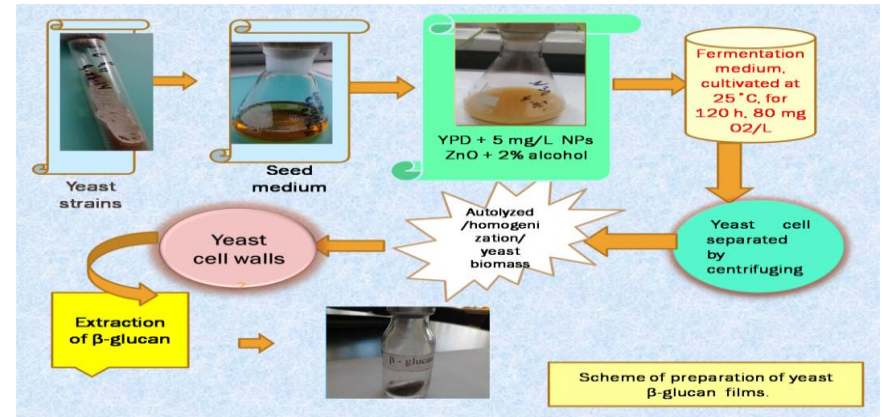 Yeast
strains
Seed
medium
YPD + 5 mg/L NPs
ZnO + 2% alcohol
Fermentation
medium,
cultivated at
25˚C, for
120 h, 80 mg
O2/L
Yeast cell
separated
by
centrifuging
Autolyzed
/homogeni
zation/
yeast
biomass
Yeast
cell walls
7
Extraction
of β-glucan
β - glucan
Scheme of preparation of yeast
β-glucan films.